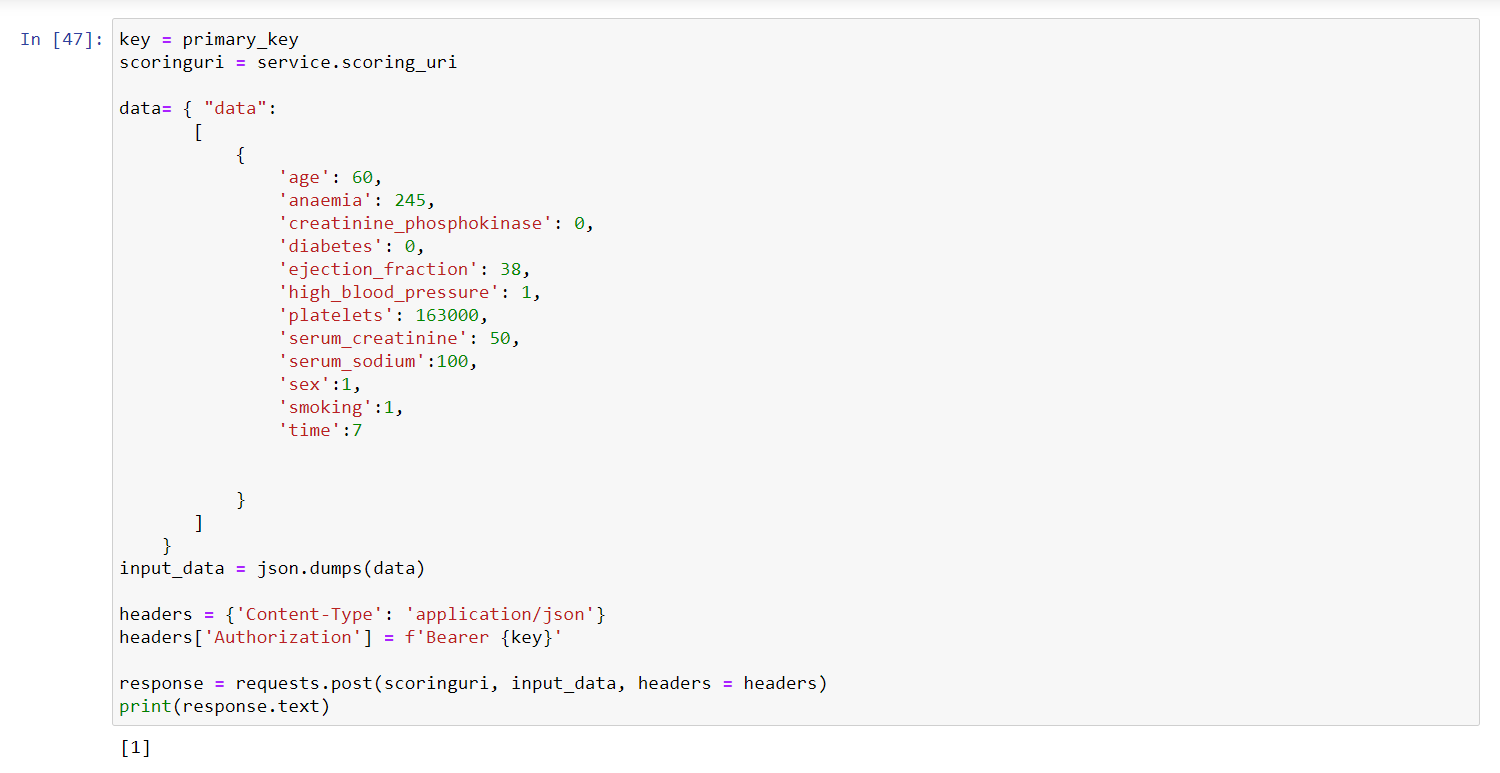 In [47]: key = primary_key
scoringuri = service.scoring_uri
data= { "data":
[
{
'age': 60,
'anaemia': 245,
'creatinine_phosphokinase': 0,
'diabetes': 0,
'ejection_fraction': 38,
'high_blood_pressure': 1,
'platelets': 163000,
'serum_creatinine': 50,
'serum_sodium':100,
'sex':1,
'smoking':1,
'time':7
}
]
}
input_data = json.dumps(data)
headers = {'Content-Type': 'application/json'}
headers['Authorization'] = f'Bearer {key}'
response = requests.post(scoringuri, input_data, headers = headers)
print(response.text)
[1]